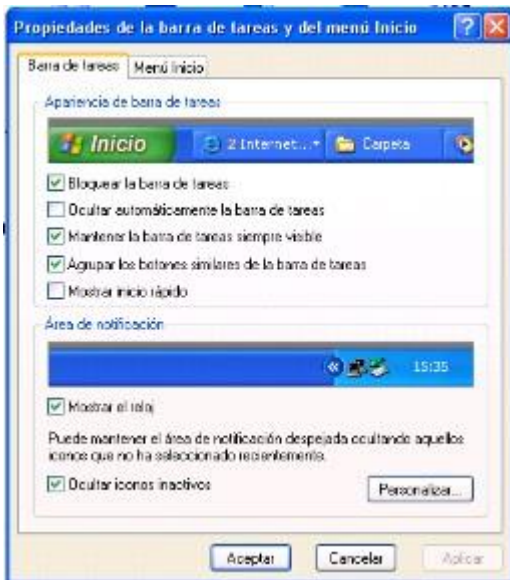 Propiedades de la barra de tareas y del menú Inicio
Barra de tareas
Menú Inicio
Apariencia de barra de tareas
Inicio
2 Internet...
Carpeta
Bloquear la barra de tareas
Ocultar automáticamente la barra de tareas
Mantener la barra de tareas siempre visible
Agrupar los botones similares de la barra de tareas
Mostrar inicio rápido
Área de notificación
15:35
Mostrar el reloj
Puede mantener el área de notificación despejada ocultando aquellos
iconos que no ha seleccionado recientemente.
Ocultar iconos inactivos
Personalizar...
Aceptar
Cancelar
Aplicar